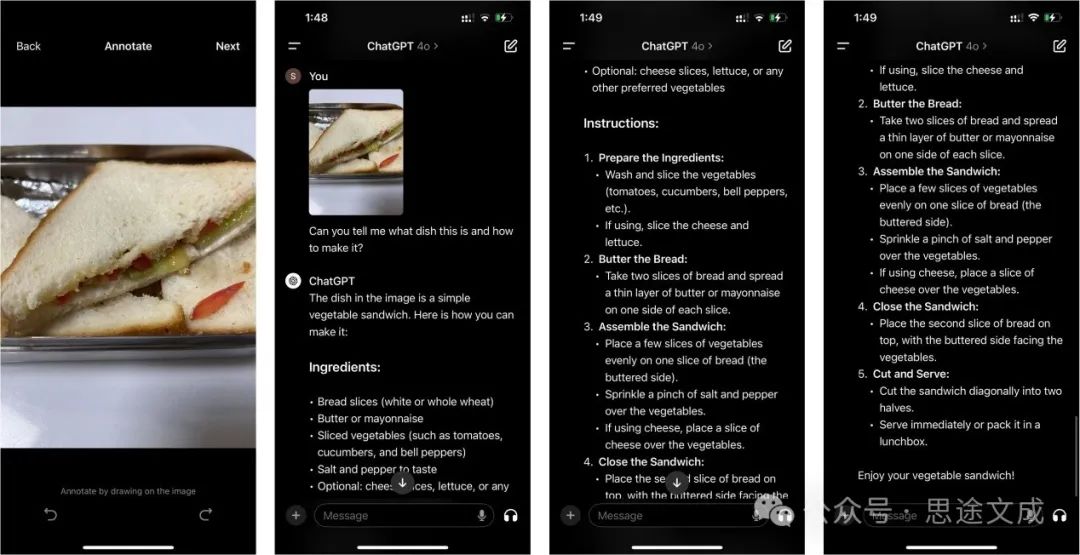 Back Annotate Next
Annotate by drawing on the image
1:48
ChatGPT 4o >
S You
Can you tell me what dish this is and how
to make it?
ChatGPT
The dish in the image is a simple
vegetable sandwich. Here is how you can
make it:
Ingredients:
• Bread slices (white or whole wheat)
• Butter or mayonnaise
• Sliced vegetables (such as tomatoes,
cucumbers, and bell peppers)
• Salt and pepper to taste
• Optional: cheese slices, lettuce, or any
Message
1:49
ChatGPT 4o >
• Optional: cheese slices, lettuce, or any
other preferred vegetables
Instructions:
1. Prepare the Ingredients:
• Wash and slice the vegetables
(tomatoes, cucumbers, bell peppers,
etc.).
• If using, slice the cheese and
lettuce.
2. Butter the Bread:
• Take two slices of bread and spread
a thin layer of butter or mayonnaise
on one side of each slice.
3. Assemble the Sandwich:
• Place a few slices of vegetables
evenly on one slice of bread (the
buttered side).
• Sprinkle a pinch of salt and pepper
over the vegetables.
• If using cheese, place a slice of
cheese over the vegetables.
4. Close the Sandwich:
• Place the second slice of bread on
top, with the buttered side facing the
Message
1:49
ChatGPT 4o >
• If using, slice the cheese and
lettuce.
2. Butter the Bread:
• Take two slices of bread and spread
a thin layer of butter or mayonnaise
on one side of each slice.
3. Assemble the Sandwich:
• Place a few slices of vegetables
evenly on one slice of bread (the
buttered side).
• Sprinkle a pinch of salt and pepper
over the vegetables.
• If using cheese, place a slice of
cheese over the vegetables.
4. Close the Sandwich:
• Place the second slice of bread on
top, with the buttered side facing the
vegetables.
5. Cut and Serve:
• Cut the sandwich diagonally into two
halves.
• Serve immediately or pack it in a
lunchbox.
Enjoy your vegetable sandwich!
Message
公众号 · 思途文成